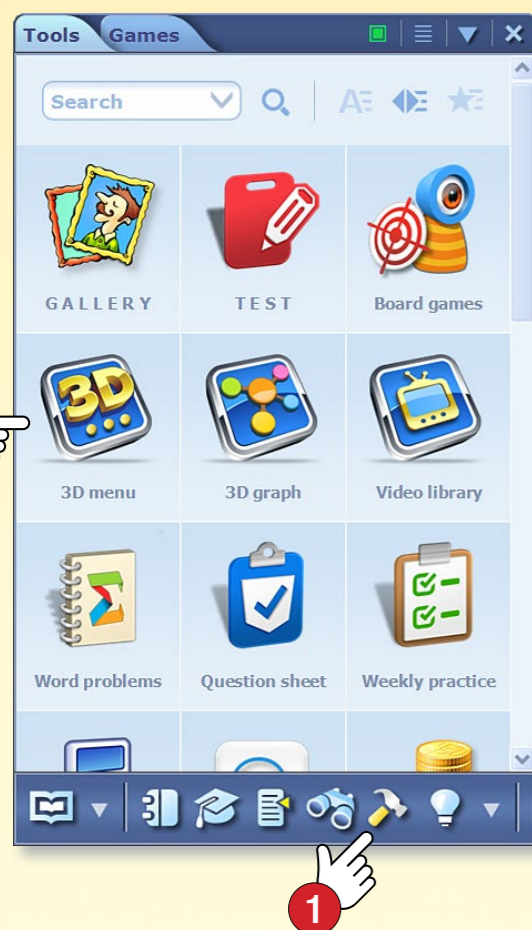 Tools Games
Search
GALLERY TEST Board games
3D
3D menu 3D graph Video library
Word problems Question sheet Weekly practice
1